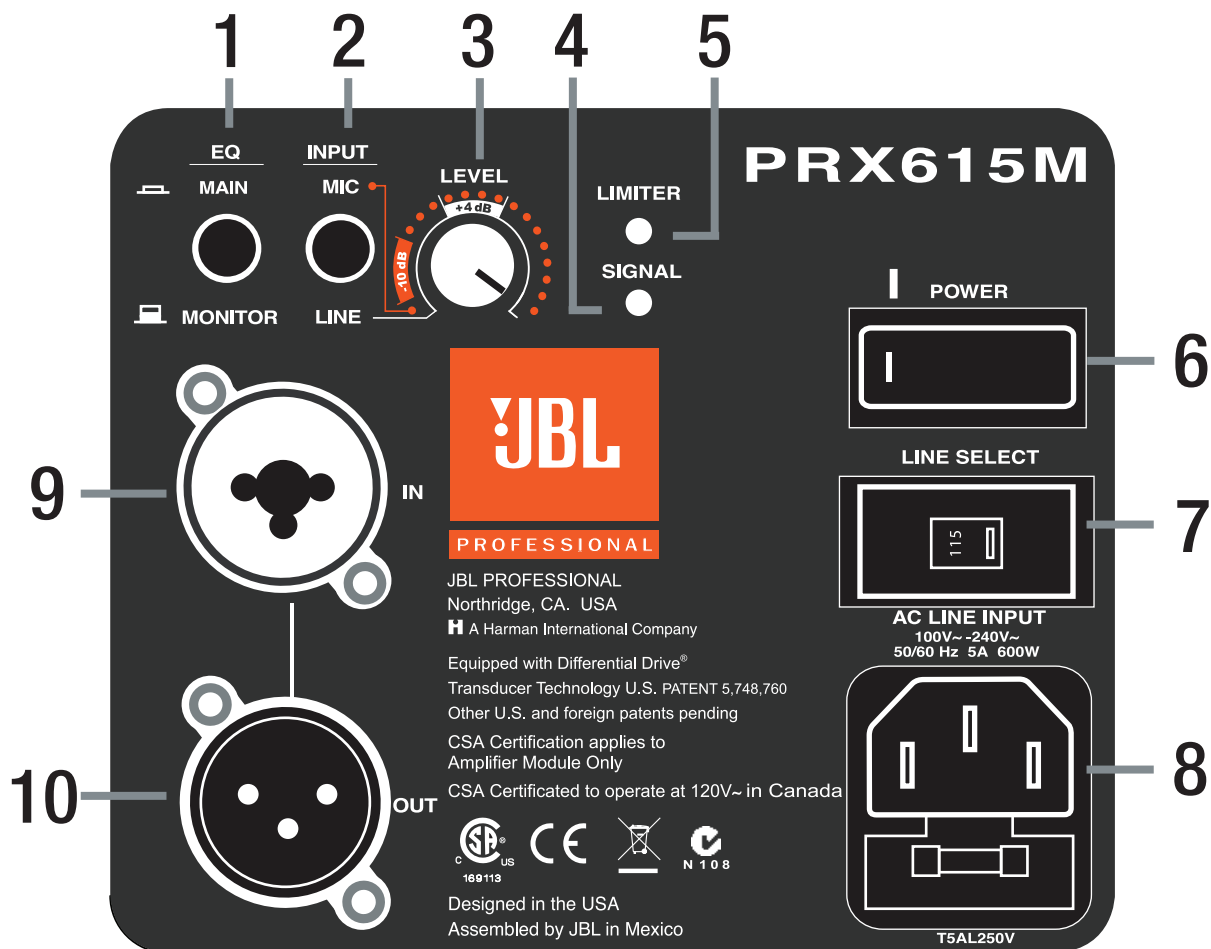 1 2 3 4 5
EQ
MAIN
MONITOR
INPUT
MIC
LINE
LEVEL
+4 dB
-10 dB
LIMITER
SIGNAL
PRX615M
POWER
6
LINE SELECT
115
7
AC LINE INPUT
100V~ -240V~
50/60 Hz 5A 600W
8
T5AL250V
9
IN
10
OUT
JBL
PROFESSIONAL
JBL PROFESSIONAL
Northridge, CA. USA
H A Harman International Company
Equipped with Differential Drive®
Transducer Technology U.S. PATENT 5,748,760
Other U.S. and foreign patents pending
CSA Certification applies to
Amplifier Module Only
CSA Certificated to operate at 120V~ in Canada
C SA ® US
169113
CE
N 1 0 8
Designed in the USA
Assembled by JBL in Mexico